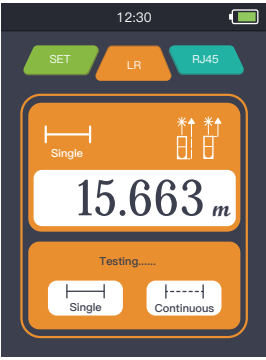 12:30
SET LR RJ45
Single
15.663 m
Testing......
Single Continuous